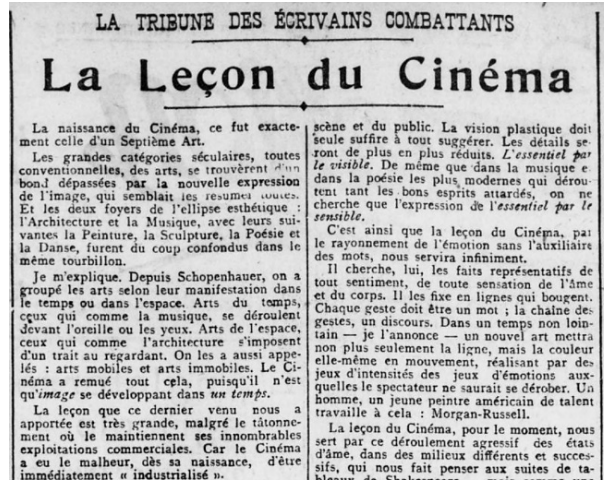 LA TRIBUNE DES ÉCRIVAINS COMBATTANTS
La Leçon du Cinéma
La naissance du Cinéma, ce fut exacte-
ment celle d'un Septième Art.
Les grandes catégories séculaires, toutes
conventionnelles, des arts, se trouvèrent d'un
bond dépassées par la nouvelle expression
de l'image, qui semblait les résumer toutes.
Et les deux foyers de l'ellipse esthétique :
l'Architecture et la Musique, avec leurs sui-
vantes la Peinture, la Sculpture, la Poésie et
la Danse, furent du coup confondus dans le
même tourbillon.
Je m'explique. Depuis Schopenhauer, on a
groupé les arts selon leur manifestation dans
le temps ou dans l'espace. Arts du temps,
ceux qui comme la musique, se déroulent
devant l'oreille ou les yeux. Arts de l'espace,
ceux qui comme l'architecture s'imposent
d'un trait au regardant. On les a aussi appe-
lés : arts mobiles et arts immobiles. Le Ci-
néma a remué tout cela, puisqu'il n'est
qu'image se développant dans un temps.
La leçon que ce dernier venu nous a
apportée est très grande, malgré le tâtonne-
ment où le maintiennent ses innombrables
exploitations commerciales. Car le Cinéma
a eu le malheur, dès sa naissance, d'être
immédiatement « industrialisé ».
scène et du public. La vision plastique doit
seule suffire à tout suggérer. Les détails se-
ront de plus en plus réduits. L'essentiel par
le visible. De même que dans la musique e
dans la poésie les plus modernes qui dérou-
tent tant les bons esprits attardés, on ne
cherche que l'expression de l'essentiel par le
sensible.
C'est ainsi que la leçon du Cinéma, par
le rayonnement de l'émotion sans l'auxiliaire
des mots, nous servira infiniment.
Il cherche, lui, les faits représentatifs de
tout sentiment, de toute sensation de l'âme
et du corps. Il les fixe en lignes qui bougent.
Chaque geste doit être un mot ; la chaîne des
gestes, un discours. Dans un temps non loin-
tain — je l'annonce — un nouvel art mettra
non plus seulement la ligne, mais la couleur
elle-même en mouvement, réalisant par des
jeux d'intensités des jeux d'émotions aux-
quelles le spectateur ne saurait se dérober. Un
homme, un jeune peintre américain de talent
travaille à cela : Morgan-Russell.
La leçon du Cinéma, pour le moment, nous
sert par ce déroulement agressif des états
d'âme, dans des milieux différents et succes-
sifs, qui nous fait penser aux suites de ta-